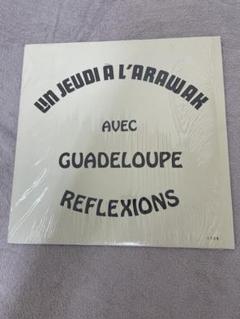 UN JEUDI A L'ARAWAK
AVEC
GUADELOUPE
REFLEXIONS